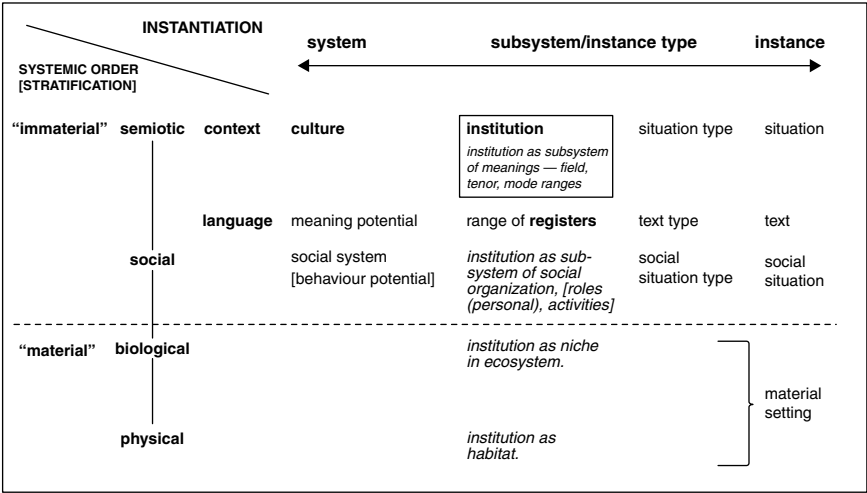 INSTANTIATION
system subsystem/instance type instance
SYSTEMIC ORDER
[STRATIFICATION]
“immaterial” semiotic context culture institution situation type situation
institution as subsystem
of meanings — field,
tenor, mode ranges
language meaning potential range of registers text type text
social social system institution as sub- social social
[behaviour potential] system of social situation type situation
organization, [roles
(personal), activities]
“material” biological institution as niche
in ecosystem.
material
setting
physical institution as
habitat.